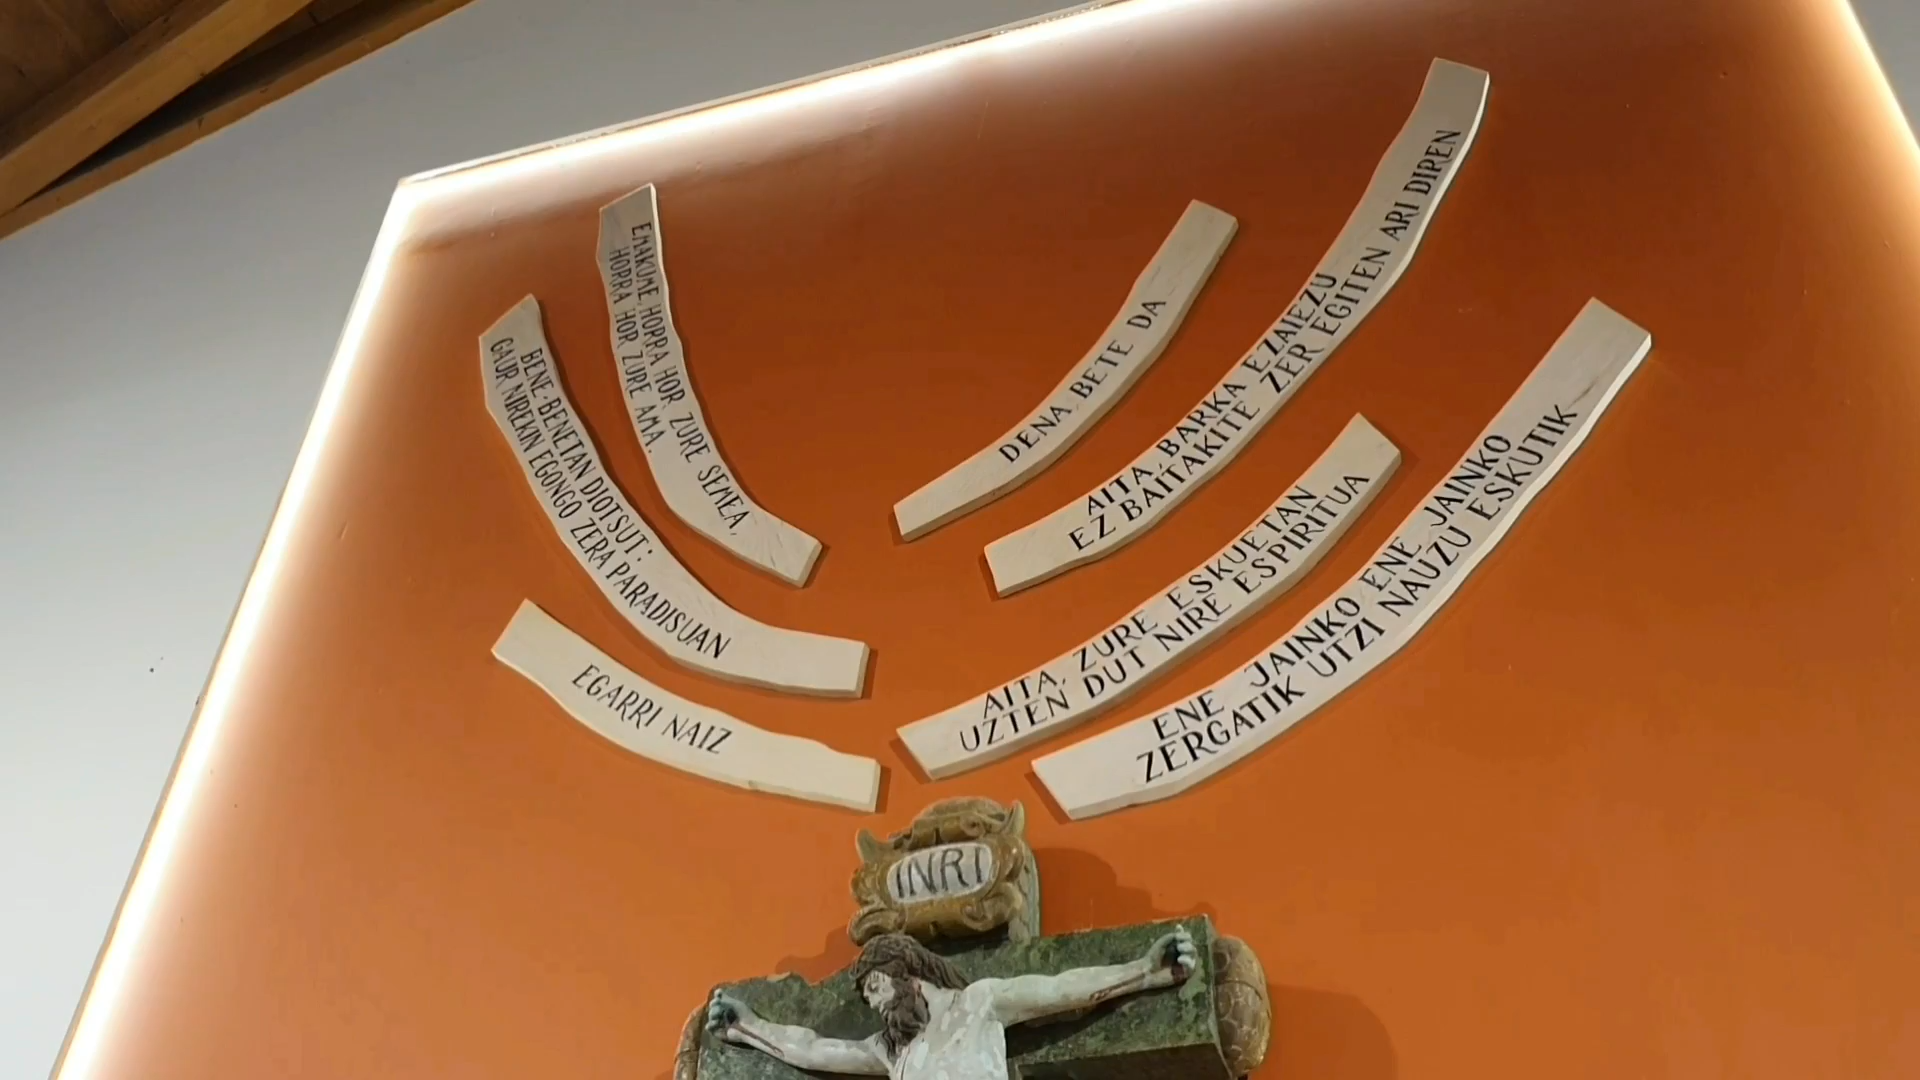 EMAKUME, HORRA HOR ZURE SEMEA,
HORRA HOR ZURE AMA.
BENE-BENETAN DIOTSUT:
GAUR NIREKIN EGONGO ZERA PARADISUAN
EGARRI NAIZ
DENA BETE DA
AITA, BARKA EZAIEZU
EZ BAITAKITE ZER EGITEN ARI DIREN
AITA, ZURE ESKUETAN
UZTEN DUT NIRE ESPIRITUA
ENE JAINKO ENE JAINKO
ZERGATIK UTZI NAUZU ESKUTIK
INRI